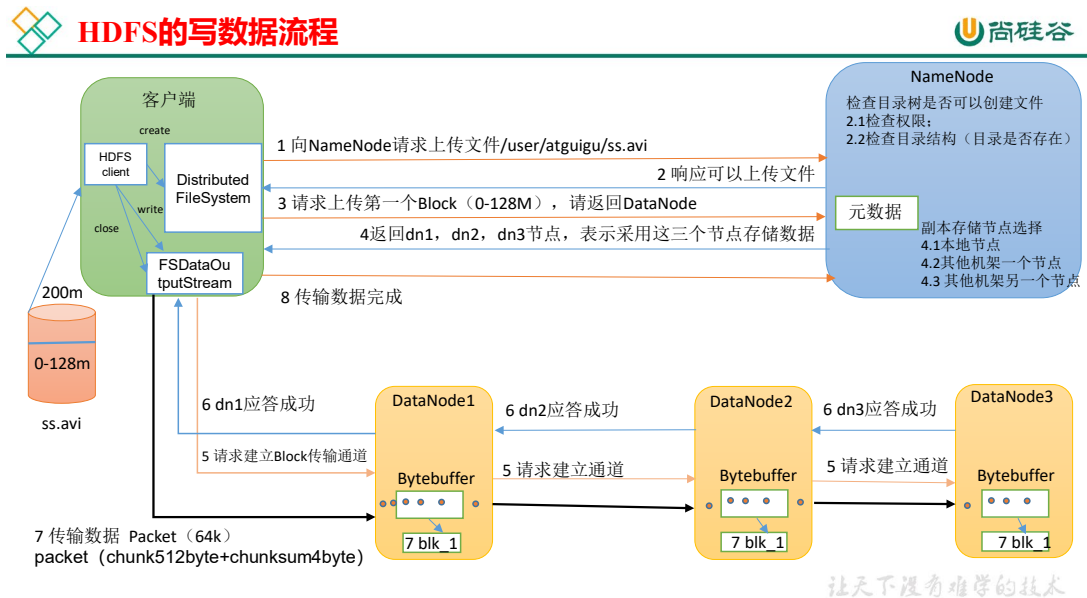 HDFS的写数据流程
尚硅谷
客户端
create
HDFS
client
Distributed
FileSystem
write
close
FSDataOu
tputStream
200m
0-128m
ss.avi
1 向NameNode请求上传文件/user/atguigu/ss.avi
2 响应可以上传文件
3 请求上传第一个Block（0-128M），请返回DataNode
4返回dn1，dn2，dn3节点，表示采用这三个节点存储数据
8 传输数据完成
NameNode
检查目录树是否可以创建文件
2.1检查权限；
2.2检查目录结构（目录是否存在）
元数据
副本存储节点选择
4.1本地节点
4.2其他机架一个节点
4.3 其他机架另一个节点
6 dn1应答成功
5 请求建立Block传输通道
DataNode1
Bytebuffer
7 blk_1
6 dn2应答成功
5 请求建立通道
DataNode2
Bytebuffer
7 blk_1
6 dn3应答成功
5 请求建立通道
DataNode3
Bytebuffer
7 blk_1
7 传输数据 Packet（64k）
packet（chunk512byte+chunksum4byte）
让天下没有难学的技术